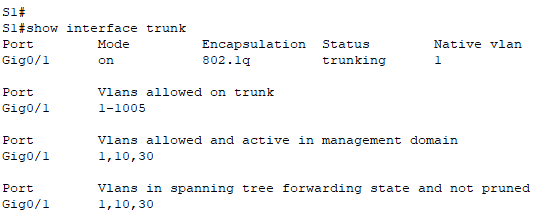 S1#
S1#show interface trunk
Port        Mode         Encapsulation  Status        Native vlan
Gig0/1      on           802.1q         trunking      1

Port        Vlans allowed on trunk
Gig0/1      1-1005

Port        Vlans allowed and active in management domain
Gig0/1      1,10,30

Port        Vlans in spanning tree forwarding state and not pruned
Gig0/1      1,10,30